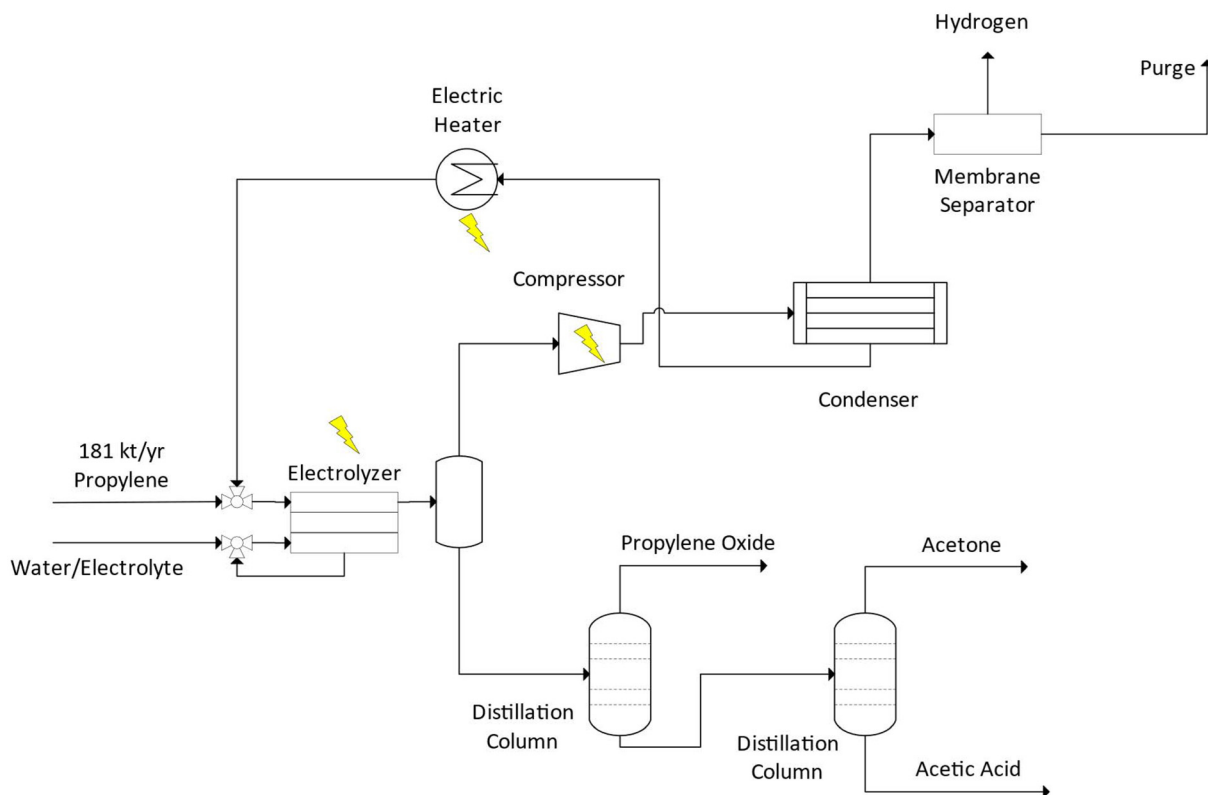 Hydrogen
Purge
Electric
Heater
Membrane
Separator
Compressor
Condenser
181 kt/yr
Propylene
Electrolyzer
Water/Electrolyte
Propylene Oxide
Acetone
Distillation
Column
Distillation
Column
Acetic Acid